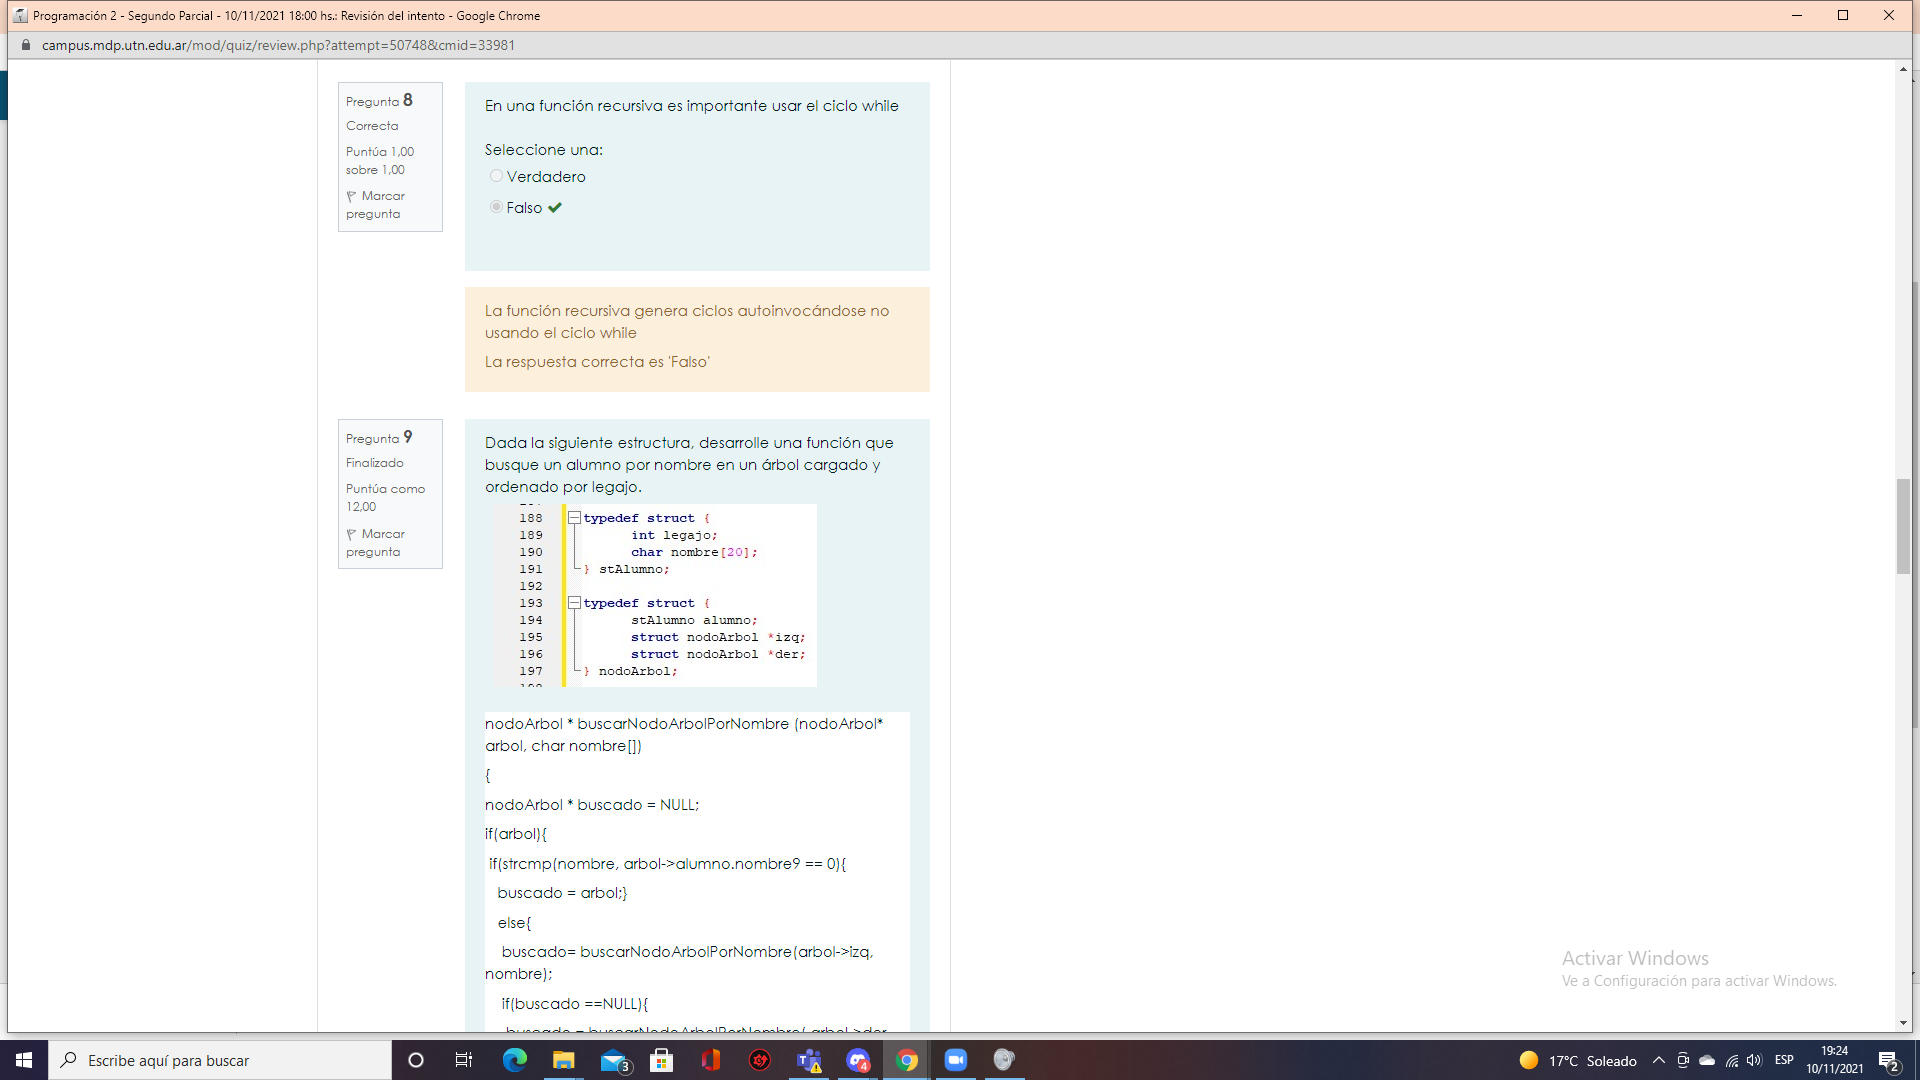 Programación 2 - Segundo Parcial - 10/11/2021 18:00 hs.: Revisión del intento - Google Chrome
campus.mdp.utn.edu.ar/mod/quiz/review.php?attempt=50748&cmid=33981
Pregunta 8
Correcta
Puntúa 1,00
sobre 1,00
Marcar
pregunta
En una función recursiva es importante usar el ciclo while
Seleccione una:
Verdadero
Falso
La función recursiva genera ciclos autoinvocándose no
usando el ciclo while
La respuesta correcta es 'Falso'
Pregunta 9
Finalizado
Puntúa como
12,00
Marcar
pregunta
Dada la siguiente estructura, desarrolle una función que
busque un alumno por nombre en un árbol cargado y
ordenado por legajo.
188 typedef struct {
189 int legajo;
190 char nombre[20];
191 } stAlumno;
192
193 typedef struct {
194 stAlumno alumno;
195 struct nodoArbol *izq;
196 struct nodoArbol *der;
197 } nodoArbol;
nodoArbol * buscarNodoArbolPorNombre (nodoArbol*
arbol, char nombre[])
{
nodoArbol * buscado = NULL;
if(arbol){
if(strcmp(nombre, arbol->alumno.nombre9 == 0){
buscado = arbol;}
else{
buscado= buscarNodoArbolPorNombre(arbol->izq,
nombre);
if(buscado ==NULL){
buscado = buscarNodoArbolPorNombre( arbol->der
Activar Windows
Ve a Configuración para activar Windows.
Escribe aquí para buscar
3
4
17°C Soleado
ESP
19:24
10/11/2021
2